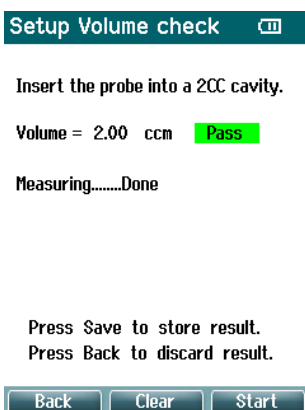 Setup Volume check
Insert the probe into a 2CC cavity.
Volume = 2.00 ccm Pass
Measuring........Done
Press Save to store result.
Press Back to discard result.
Back Clear Start